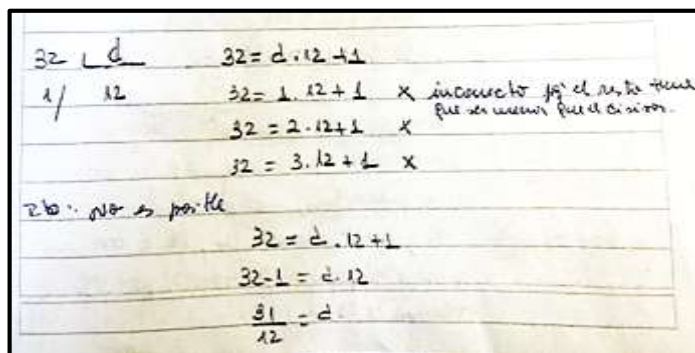 32 | d 32 = d . 12 + 1
1/ 12 32 = 1 . 12 + 1 x incorrecto pq' el resto tiene
que ser menor que el divisor.
32 = 2 . 12 + 1 x
32 = 3 . 12 + 1 x
Rta: No es posible
32 = d . 12 + 1
32 - 1 = d . 12
31/12 = d